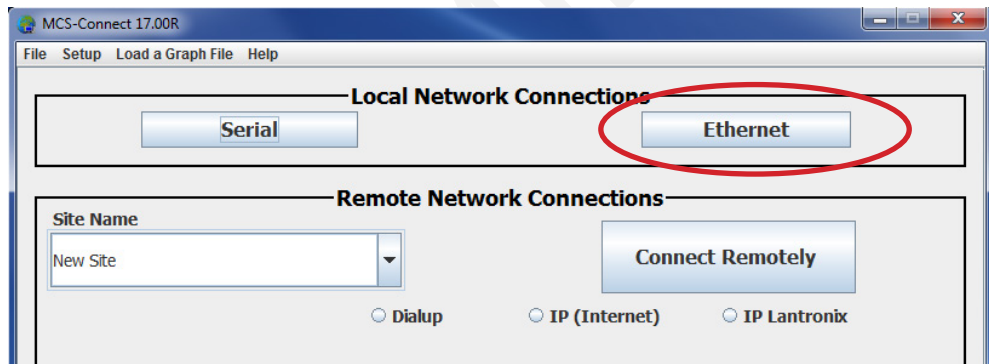 MCS-Connect 17.00R
File Setup Load a Graph File Help
Local Network Connections
Serial Ethernet
Remote Network Connections
Site Name
New Site
Connect Remotely
Dialup IP (Internet) IP Lantronix